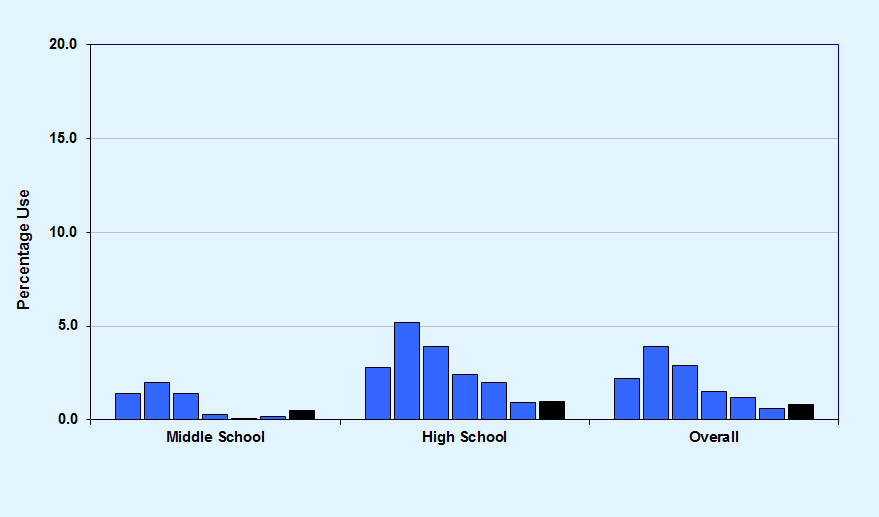 20.0
15.0
10.0
5.0
0.0
Percentage Use
Middle School
High School
Overall